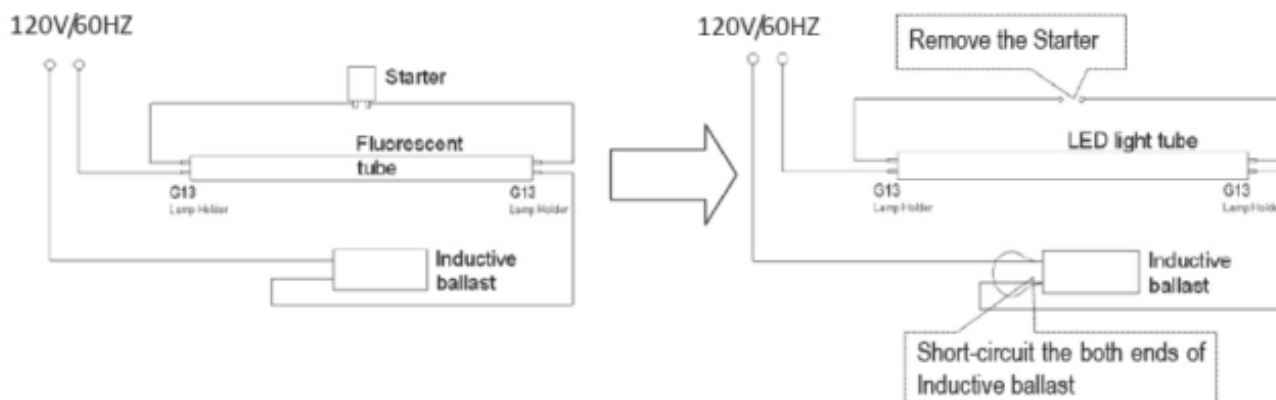 120V/60HZ
Starter
Fluorescent
tube
G13
Lamp Holder
G13
Lamp Holder
Inductive
ballast
120V/60HZ
Remove the Starter
LED light tube
G13
Lamp Holder
G13
Lamp Holder
Inductive
ballast
Short-circuit the both ends of
Inductive ballast